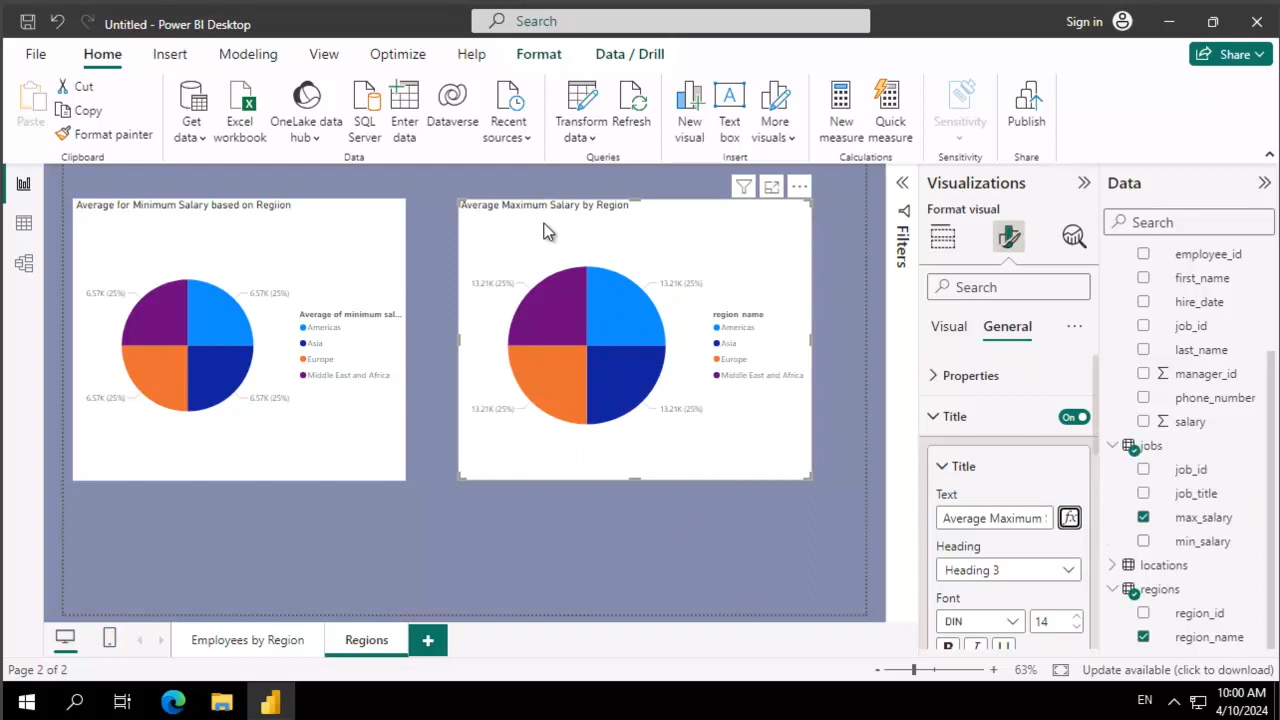 Untitled - Power BI Desktop
Search
Sign in
File
Home
Insert
Modeling
View
Optimize
Help
Format
Data / Drill
Share
Paste
Cut
Copy
Format painter
Clipboard
Get data
Excel workbook
OneLake data hub
SQL Server
Enter data
Dataverse
Recent sources
Data
Transform data
Refresh
Queries
New visual
Text box
More visuals
Insert
New measure
Quick measure
Calculations
Sensitivity
Sensitivity
Publish
Share
Average for Minimum Salary based on Regiion
6.57K (25%)
6.57K (25%)
6.57K (25%)
6.57K (25%)
Average of minimum sal...
Americas
Asia
Europe
Middle East and Africa
Average Maximum Salary by Region
13.21K (25%)
13.21K (25%)
13.21K (25%)
13.21K (25%)
region name
Americas
Asia
Europe
Middle East and Africa
Filters
Visualizations
Format visual
Search
Visual
General
Properties
Title
On
Title
Text
Average Maximum
fx
Heading
Heading 3
Font
DIN
14
B
I
U
Data
Search
employee_id
first_name
hire_date
job_id
last_name
manager_id
phone_number
salary
jobs
job_id
job_title
max_salary
min_salary
locations
regions
region_id
region_name
Employees by Region
Regions
Page 2 of 2
63%
Update available (click to download)
EN
10:00 AM
4/10/2024